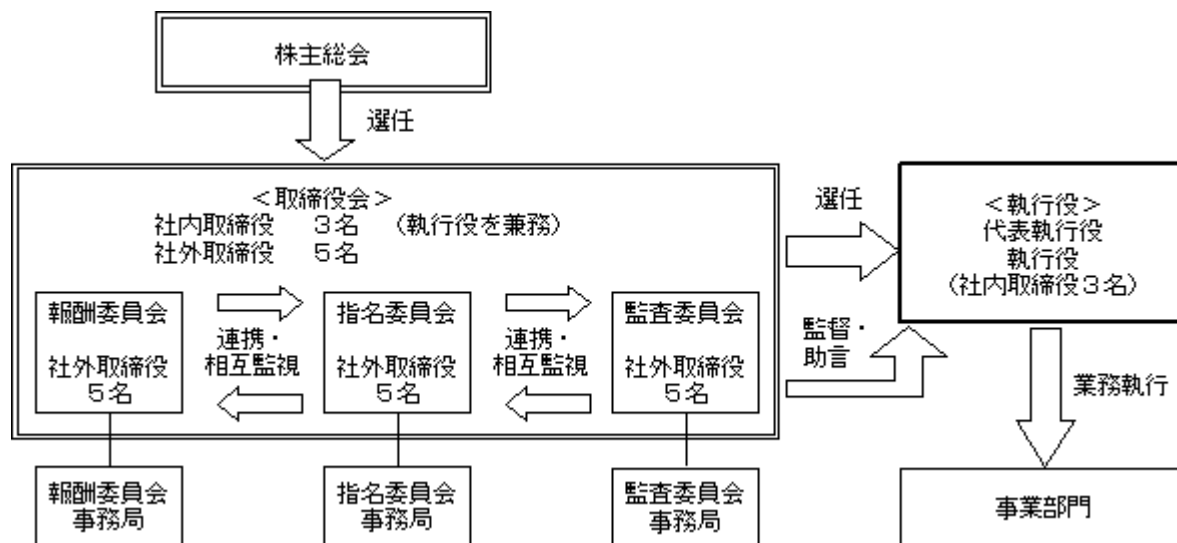 株主総会
選任
＜取締役会＞
社内取締役　３名　（執行役を兼務）
社外取締役　５名
報酬委員会
社外取締役
５名
連携・
相互監視
指名委員会
社外取締役
５名
連携・
相互監視
監査委員会
社外取締役
５名
選任
監督・
助言
＜執行役＞
代表執行役
執行役
（社内取締役３名）
業務執行
報酬委員会
事務局
指名委員会
事務局
監査委員会
事務局
事業部門